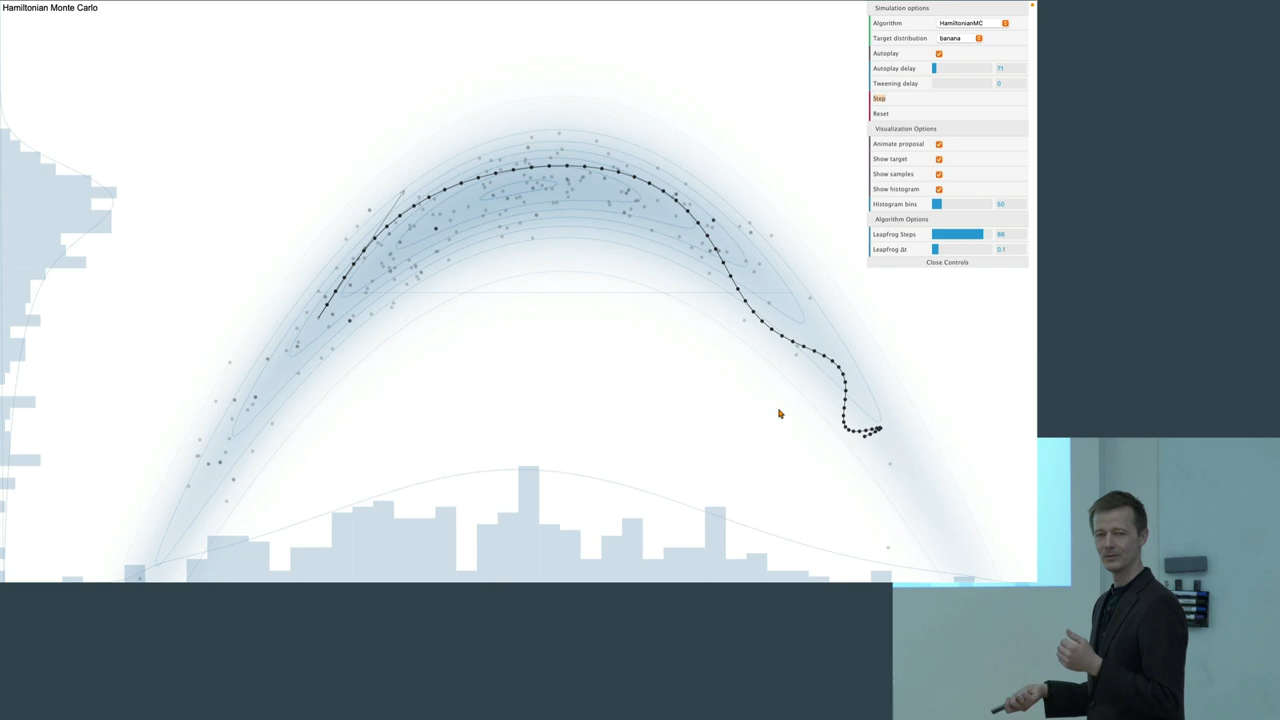 Hamiltonian Monte Carlo
Simulation options
Algorithm HamiltonianMC
Target distribution banana
Autoplay
Autoplay delay 71
Tweening delay 0
Step
Reset
Visualization Options
Animate proposal
Show target
Show samples
Show histogram
Histogram bins 50
Algorithm Options
Leapfrog Steps 86
Leapfrog Δt 0.1
Close Controls